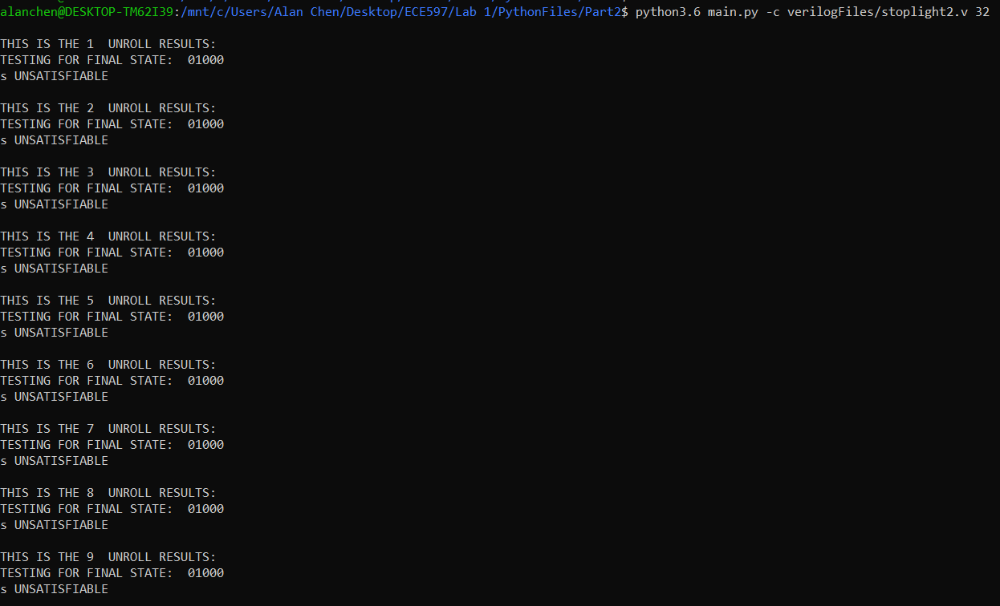 alanchen@DESKTOP-TM62I39:/mnt/c/Users/Alan Chen/Desktop/ECE597/Lab 1/PythonFiles/Part2$ python3.6 main.py -c verilogFiles/stoplight2.v 32
THIS IS THE 1  UNROLL RESULTS:
TESTING FOR FINAL STATE:  01000
s UNSATISFIABLE
THIS IS THE 2  UNROLL RESULTS:
TESTING FOR FINAL STATE:  01000
s UNSATISFIABLE
THIS IS THE 3  UNROLL RESULTS:
TESTING FOR FINAL STATE:  01000
s UNSATISFIABLE
THIS IS THE 4  UNROLL RESULTS:
TESTING FOR FINAL STATE:  01000
s UNSATISFIABLE
THIS IS THE 5  UNROLL RESULTS:
TESTING FOR FINAL STATE:  01000
s UNSATISFIABLE
THIS IS THE 6  UNROLL RESULTS:
TESTING FOR FINAL STATE:  01000
s UNSATISFIABLE
THIS IS THE 7  UNROLL RESULTS:
TESTING FOR FINAL STATE:  01000
s UNSATISFIABLE
THIS IS THE 8  UNROLL RESULTS:
TESTING FOR FINAL STATE:  01000
s UNSATISFIABLE
THIS IS THE 9  UNROLL RESULTS:
TESTING FOR FINAL STATE:  01000
s UNSATISFIABLE